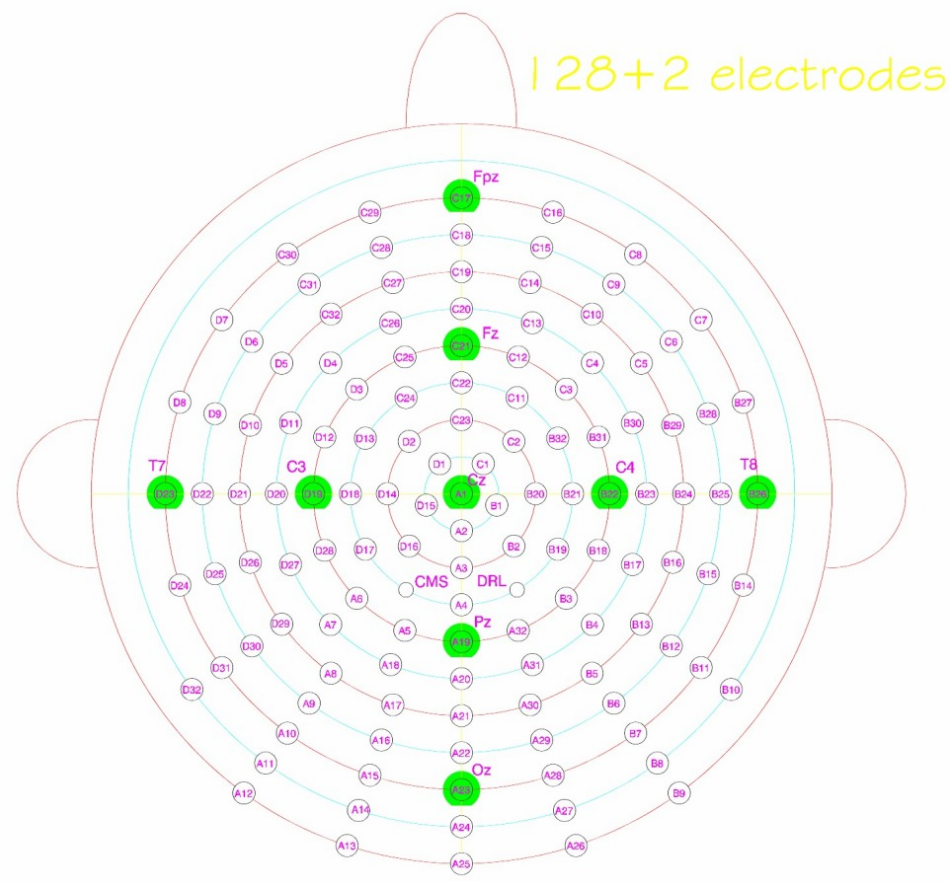 128+2 electrodes
Fpz
C17
C29 C16
C30 C18 C8
C28 C15
C31 C27 C19 C14 C9
D7 C32 C20 C10 C7
C26 C13
D6 Fz C6
C21
D5 D4 C25 C12 C4 C5
D3 C22 C3
D8 C24 C11 B27
D9 B28
D10 D11 C23 B30 B29
D12 D13 D2 C2 B32 B31
T7 C3 D1 C1 C4 T8
Cz
D23 D22 D21 D20 D19 D18 D14 A1 B20 B21 B22 B23 B24 B25 B26
D15 B1
A2
D28 D17 D16 B2 B19 B18
D26 D27 A3 B17 B16
D25 B15
D24 CMS DRL B14
A6 A4 B3
D29 A7 A5 Pz A32 B4 B13
A19
D30 B12
D31 A18 A31 B11
A8 A20 B5
D32 B10
A9 A17 A21 A30 B6
A10 A16 A22 A29 B7
A11 Oz B8
A15 A28
A12 A23 B9
A14 A27
A24
A13 A26
A25